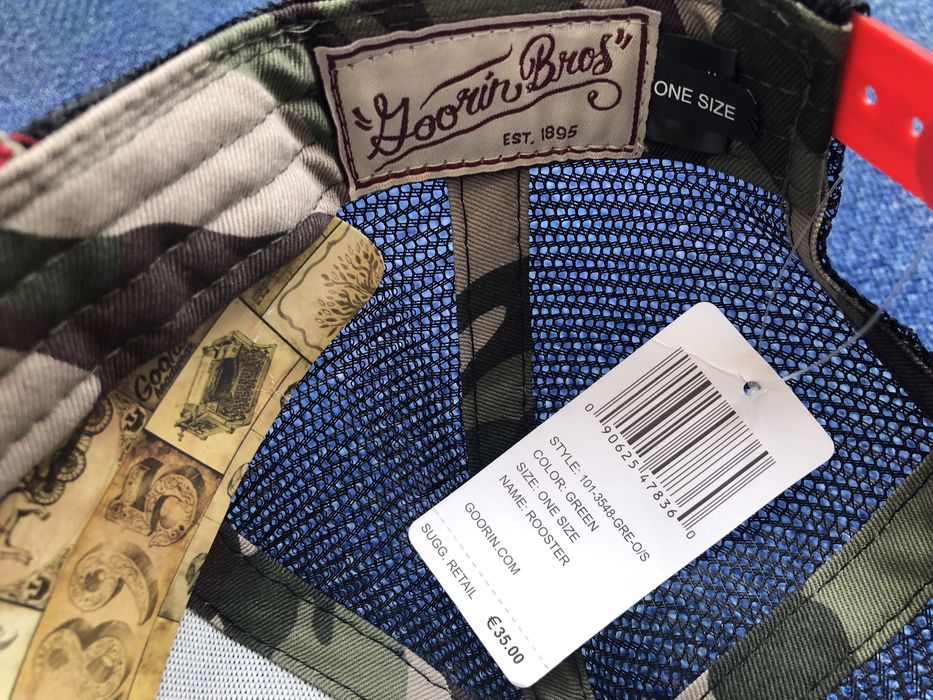 "Goorin Bros"
EST. 1895
ONE SIZE
0 90625 47836 0
STYLE: 101-3548-GRE-O/S
COLOR: GREEN
SIZE: ONE SIZE
NAME: ROOSTER
GOORIN.COM
SUGG. RETAIL
€35.00